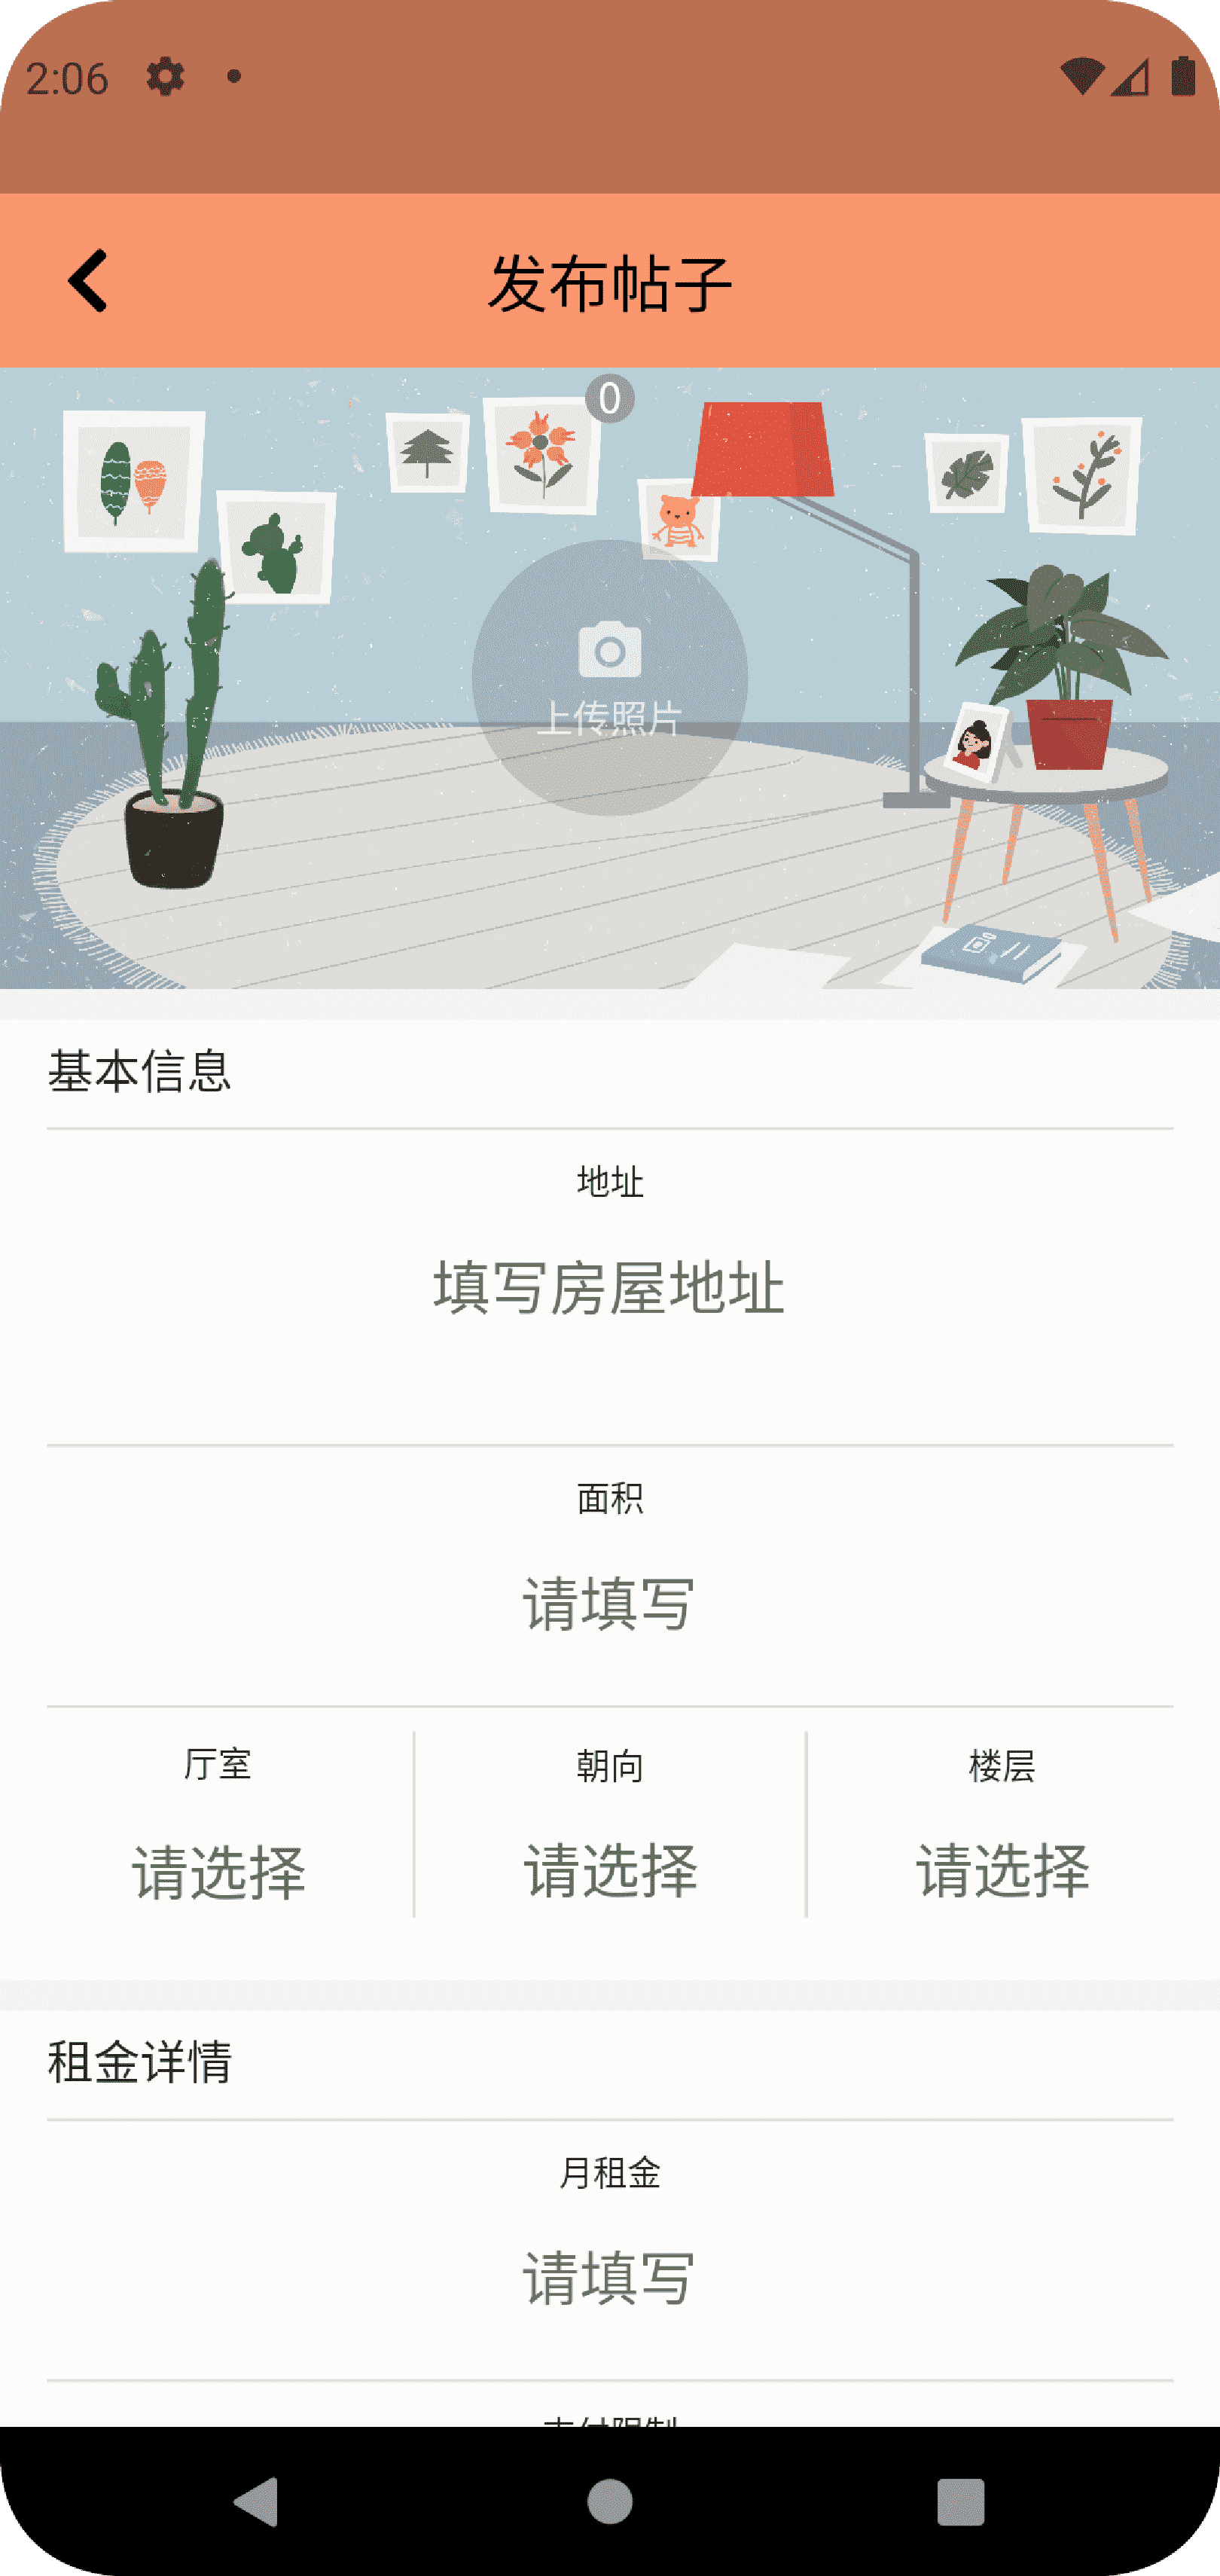 2:06
发布帖子
0
上传照片
基本信息
地址
填写房屋地址
面积
请填写
厅室 朝向 楼层
请选择 请选择 请选择
租金详情
月租金
请填写